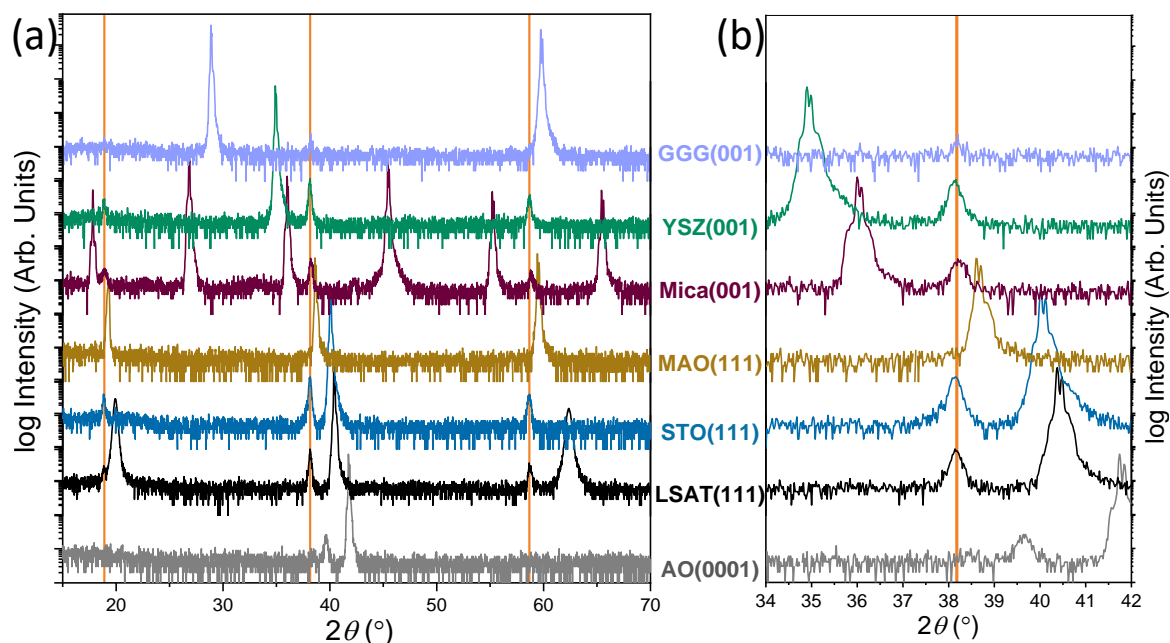 (a)
(b)
log Intensity (Arb. Units)
GGG(001)
YSZ(001)
Mica(001)
MAO(111)
STO(111)
LSAT(111)
AO(0001)
log Intensity (Arb. Units)
20 30 40 50 60 70
34 35 36 37 38 39 40 41 42
2θ (°)
2θ (°)